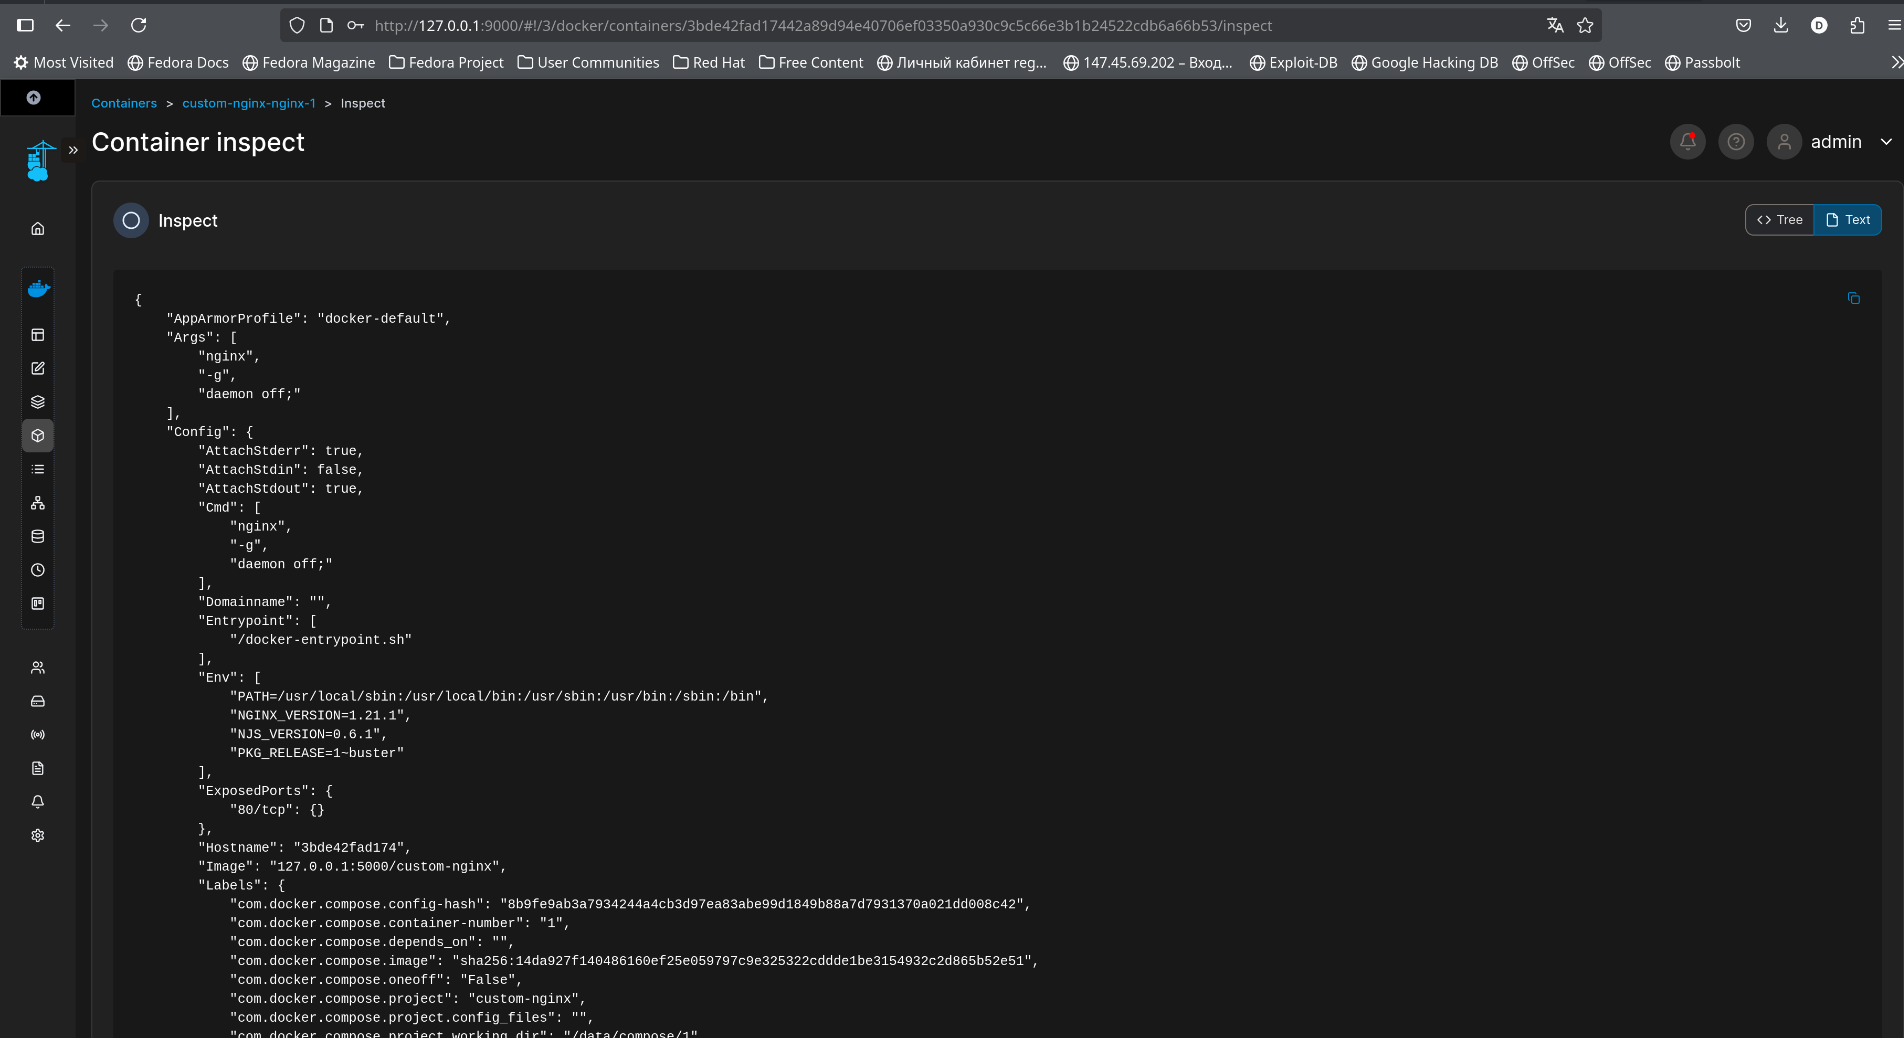 http://127.0.0.1:9000/#!/3/docker/containers/3bde42fad17442a89d94e40706ef03350a930c9c5c66e3b1b24522cdb6a66b53/inspect
D
Most Visited Fedora Docs Fedora Magazine Fedora Project User Communities Red Hat Free Content Личный кабинет reg... 147.45.69.202 – Вход... Exploit-DB Google Hacking DB OffSec OffSec Passbolt
Containers > custom-nginx-nginx-1 > Inspect
Container inspect
admin
Inspect
Tree Text
{
    "AppArmorProfile": "docker-default",
    "Args": [
        "nginx",
        "-g",
        "daemon off;"
    ],
    "Config": {
        "AttachStderr": true,
        "AttachStdin": false,
        "AttachStdout": true,
        "Cmd": [
            "nginx",
            "-g",
            "daemon off;"
        ],
        "Domainname": "",
        "Entrypoint": [
            "/docker-entrypoint.sh"
        ],
        "Env": [
            "PATH=/usr/local/sbin:/usr/local/bin:/usr/sbin:/usr/bin:/sbin:/bin",
            "NGINX_VERSION=1.21.1",
            "NJS_VERSION=0.6.1",
            "PKG_RELEASE=1~buster"
        ],
        "ExposedPorts": {
            "80/tcp": {}
        },
        "Hostname": "3bde42fad174",
        "Image": "127.0.0.1:5000/custom-nginx",
        "Labels": {
            "com.docker.compose.config-hash": "8b9fe9ab3a7934244a4cb3d97ea83abe99d1849b88a7d7931370a021dd008c42",
            "com.docker.compose.container-number": "1",
            "com.docker.compose.depends_on": "",
            "com.docker.compose.image": "sha256:14da927f140486160ef25e059797c9e325322cddde1be3154932c2d865b52e51",
            "com.docker.compose.oneoff": "False",
            "com.docker.compose.project": "custom-nginx",
            "com.docker.compose.project.config_files": "",
            "com.docker.compose.project.working_dir": "/data/compose/1"